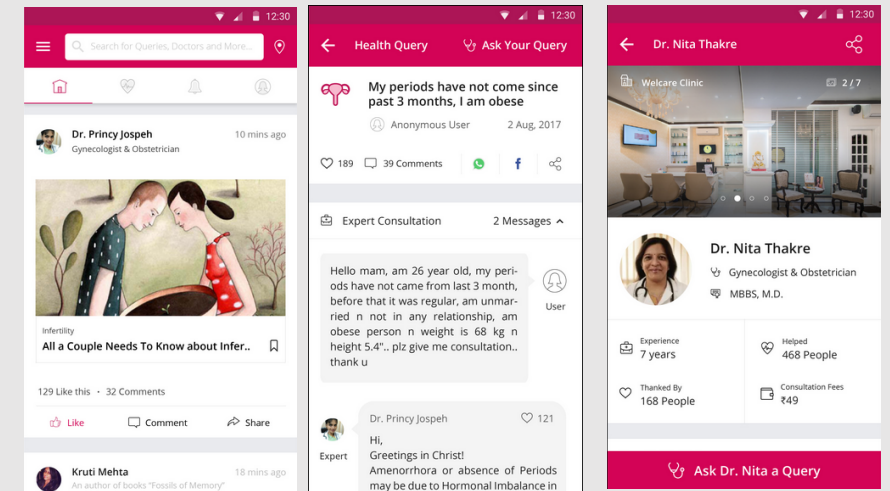 12:30
Search for Queries, Doctors and More..
Dr. Princy Jospeh
10 mins ago
Gynecologist & Obstetrician
Infertility
All a Couple Needs To Know about Infer..
129 Like this • 32 Comments
Like
Comment
Share
Kruti Mehta
18 mins ago
An author of books "Fossils of Memory"
12:30
Health Query
Ask Your Query
My periods have not come since
past 3 months, I am obese
Anonymous User
2 Aug, 2017
189
39 Comments
Expert Consultation
2 Messages
Hello mam, am 26 year old, my peri-
ods have not came from last 3 month,
before that it was regular, am unmar-
ried n not in any relationship, am
obese person n weight is 68 kg n
height 5.4".. plz give me consultation..
thank u
User
Dr. Princy Jospeh
121
Hi,
Greetings in Christ!
Amenorrhora or absence of Periods
may be due to Hormonal Imbalance in
Expert
12:30
Dr. Nita Thakre
Welcare Clinic
2/7
Dr. Nita Thakre
Gynecologist & Obstetrician
MBBS, M.D.
Experience
7 years
Helped
468 People
Thanked By
168 People
Consultation Fees
₹49
Ask Dr. Nita a Query